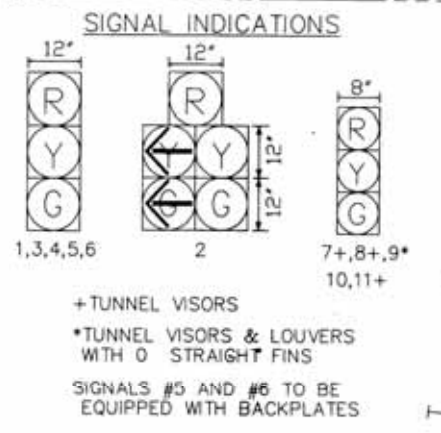 SIGNAL INDICATIONS
12" 12" 8"
R R R
Y Y Y 12" Y
G G G 12" G
1,3,4,5,6 2 7+,8+,9*
10,11+
+TUNNEL VISORS
*TUNNEL VISORS & LOUVERS
WITH 0 STRAIGHT FINS
SIGNALS #5 AND #6 TO BE
EQUIPPED WITH BACKPLATES